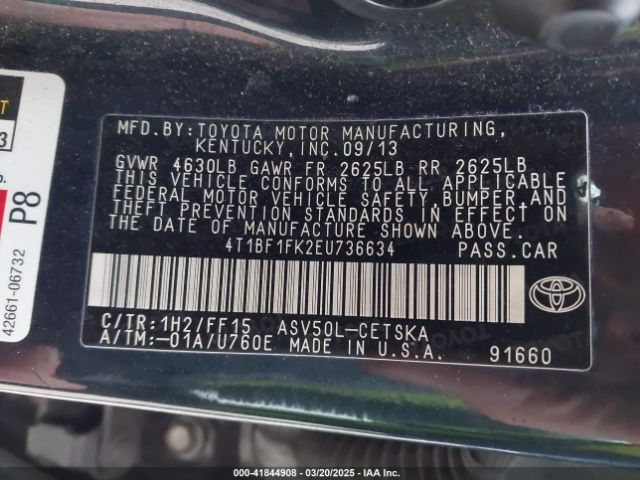 MFD.BY:TOYOTA MOTOR MANUFACTURING,
KENTUCKY, INC.09/13
GVWR 4630LB GAWR FR 2625LB RR 2625LB
THIS VEHICLE CONFORMS TO ALL APPLICABLE
FEDERAL MOTOR VEHICLE SAFETY, BUMPER, AND
THEFT PREVENTION STANDARDS IN EFFECT ON
THE DATE OF MANUFACTURE SHOWN ABOVE.
4T1BF1FK2EU736634 PASS.CAR
C/TR:1H2/FF15 ASV50L-CETSKA
A/TM:-01A/U760E MADE IN U.S.A. 91660
P8
42661-06732
000-41844908 - 03/20/2025 - IAA Inc.